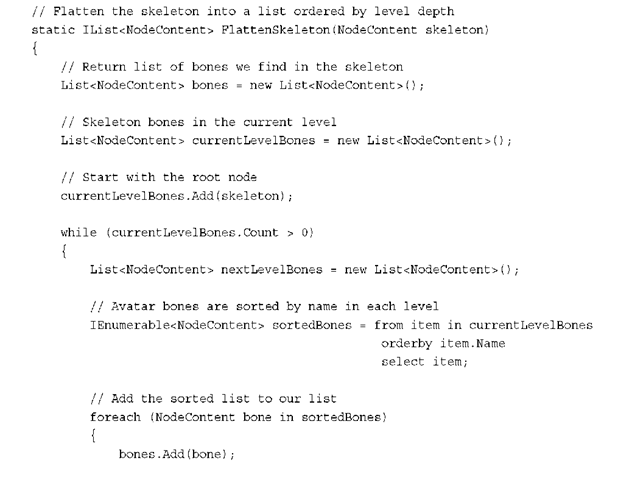 // Flatten the skeleton into a list ordered by level depth
static IList<NodeContent> FlattenSkeleton(NodeContent skeleton)
{
    // Return list of bones we find in the skeleton
    List<NodeContent> bones = new List<NodeContent>();

    // Skeleton bones in the current level
    List<NodeContent> currentLevelBones = new List<NodeContent>();

    // Start with the root node
    currentLevelBones.Add(skeleton);

    while (currentLevelBones.Count > 0)
    {
        List<NodeContent> nextLevelBones = new List<NodeContent>();

        // Avatar bones are sorted by name in each level
        IEnumerable<NodeContent> sortedBones = from item in currentLevelBones
                                               orderby item.Name
                                               select item;

        // Add the sorted list to our list
        foreach (NodeContent bone in sortedBones)
        {
            bones.Add(bone);